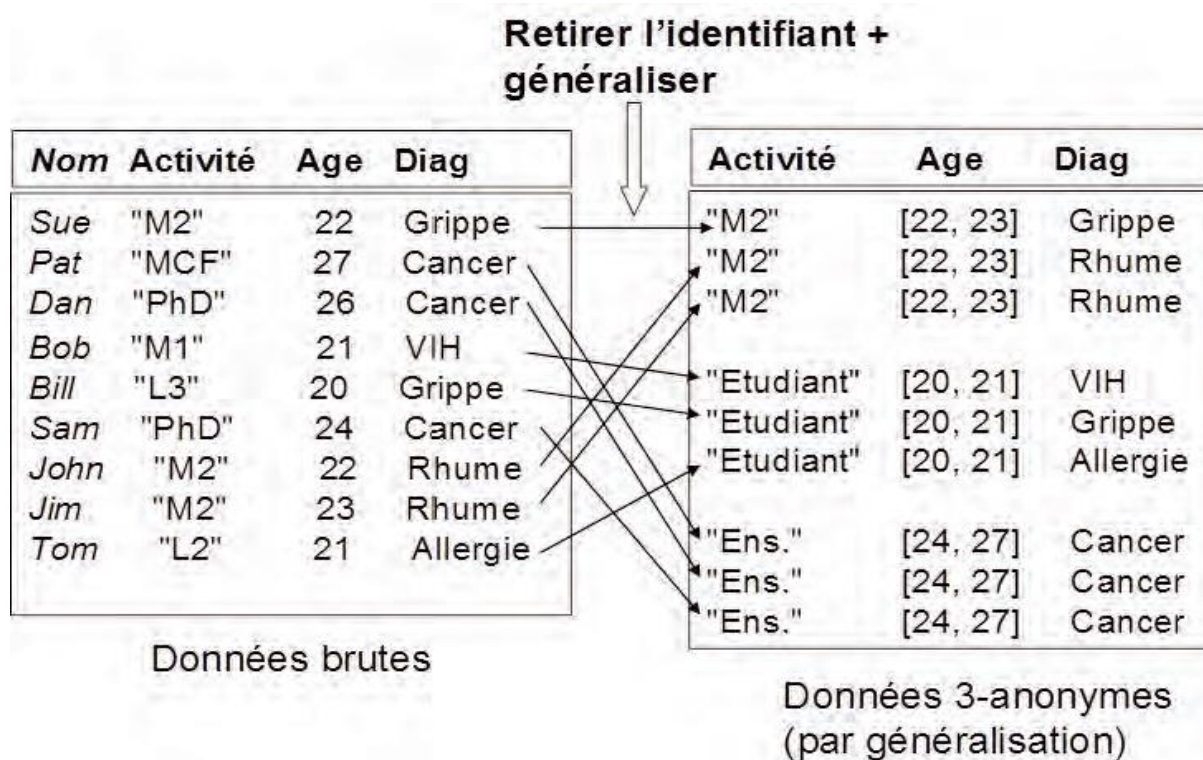 Retirer l'identifiant +
généraliser
Nom Activité Age Diag
Sue "M2" 22 Grippe
Pat "MCF" 27 Cancer
Dan "PhD" 26 Cancer
Bob "M1" 21 VIH
Bill "L3" 20 Grippe
Sam "PhD" 24 Cancer
John "M2" 22 Rhume
Jim "M2" 23 Rhume
Tom "L2" 21 Allergie
Données brutes
Activité Age Diag
"M2" [22, 23] Grippe
"M2" [22, 23] Rhume
"M2" [22, 23] Rhume
"Etudiant" [20, 21] VIH
"Etudiant" [20, 21] Grippe
"Etudiant" [20, 21] Allergie
"Ens." [24, 27] Cancer
"Ens." [24, 27] Cancer
"Ens." [24, 27] Cancer
Données 3-anonymes
(par généralisation)